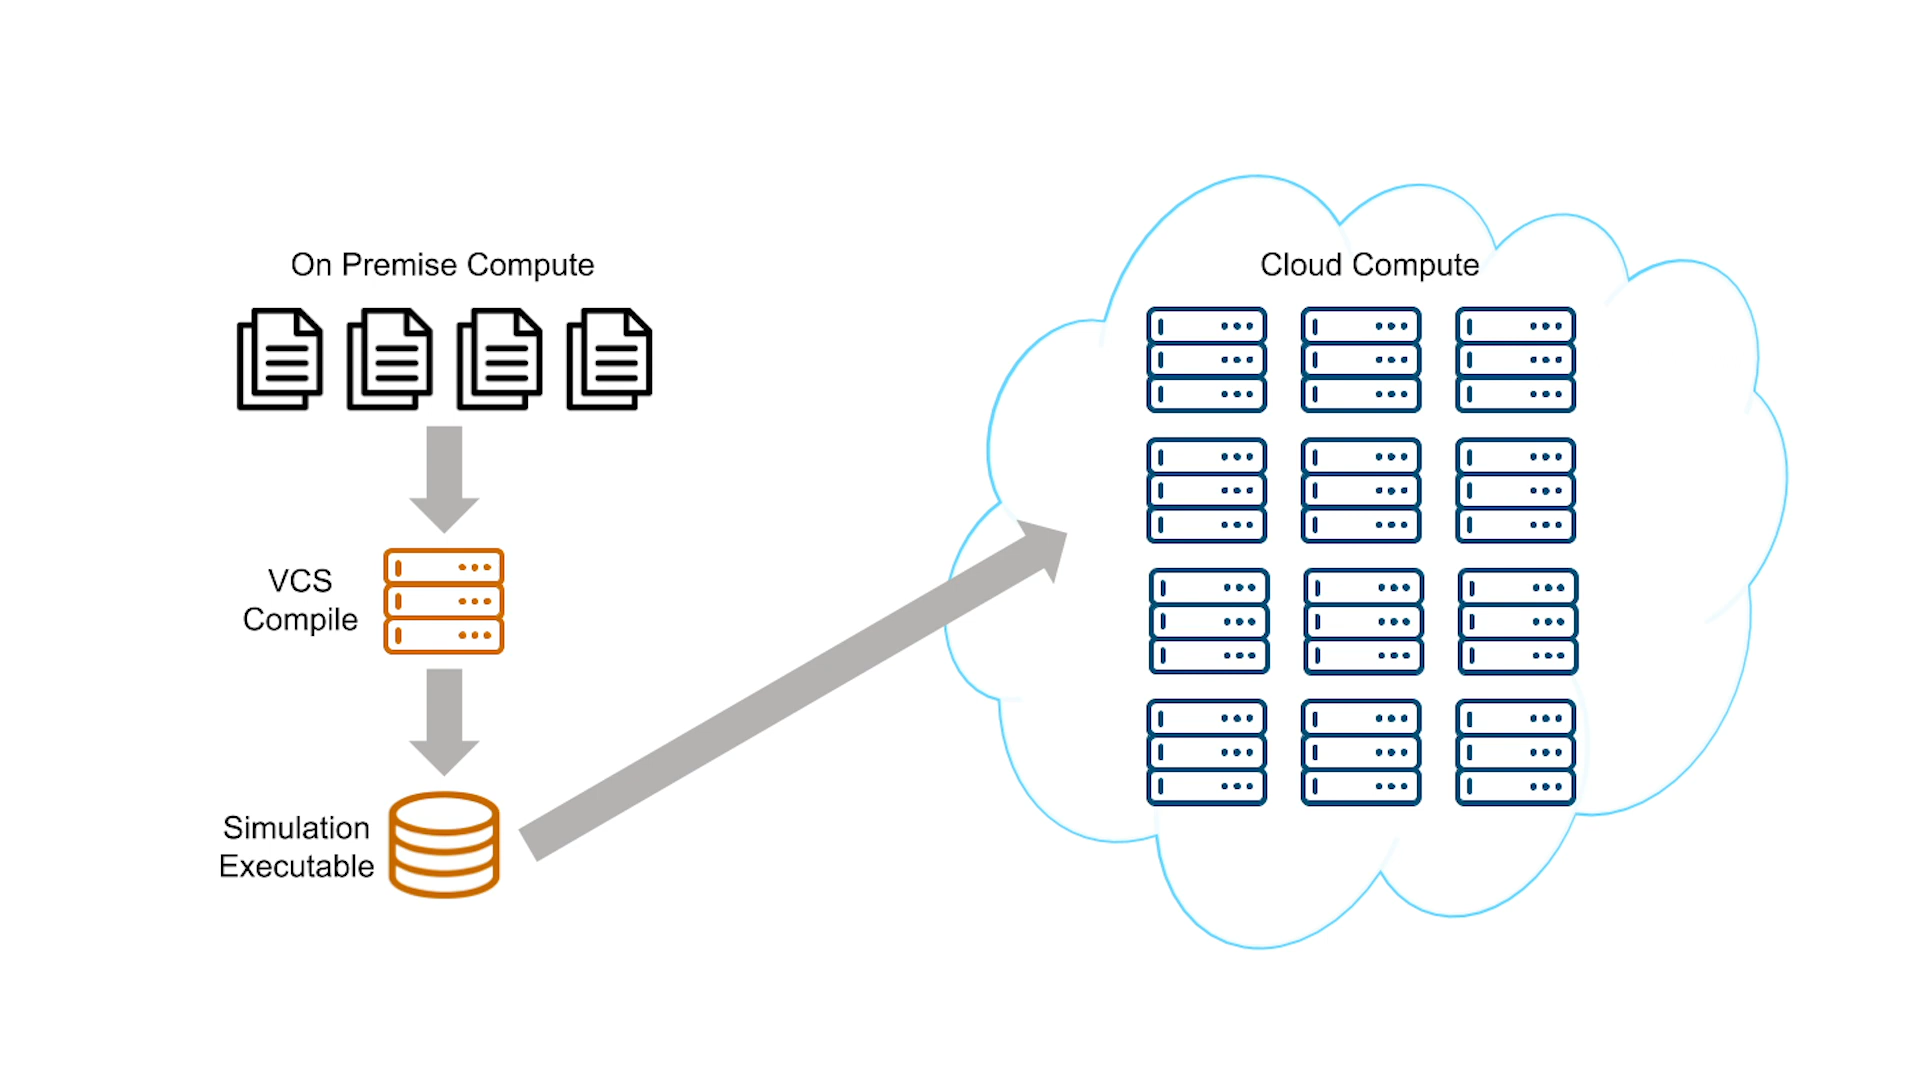 On Premise Compute
VCS
Compile
Simulation
Executable
Cloud Compute